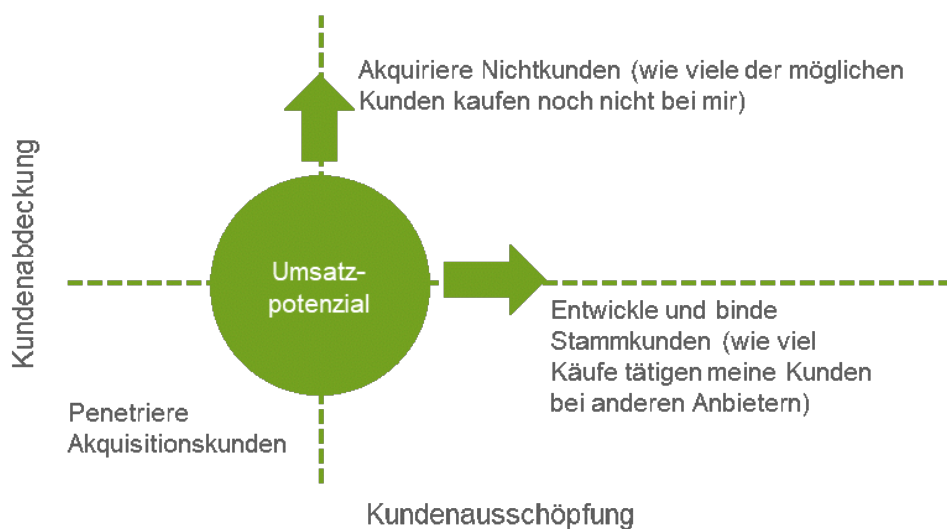 Akquiriere Nichtkunden (wie viele der möglichen
Kunden kaufen noch nicht bei mir)
Kundenabdeckung
Umsatz-
potenzial
Entwickle und binde
Stammkunden (wie viel
Käufe tätigen meine Kunden
bei anderen Anbietern)
Penetriere
Akquisitionskunden
Kundenausschöpfung